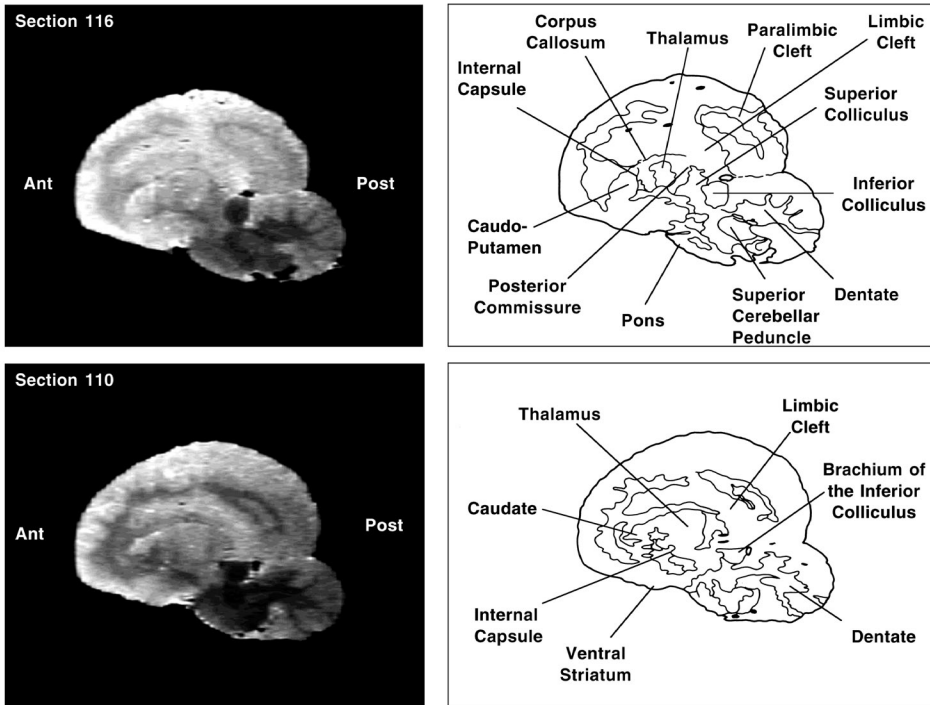 Section 116
Ant
Post
Corpus
Callosum
Thalamus
Paralimbic
Cleft
Limbic
Cleft
Internal
Capsule
Superior
Colliculus
Inferior
Colliculus
Caudo-
Putamen
Posterior
Commissure
Pons
Superior
Cerebellar
Peduncle
Dentate
Section 110
Ant
Post
Thalamus
Limbic
Cleft
Brachium of
the Inferior
Colliculus
Caudate
Internal
Capsule
Ventral
Striatum
Dentate